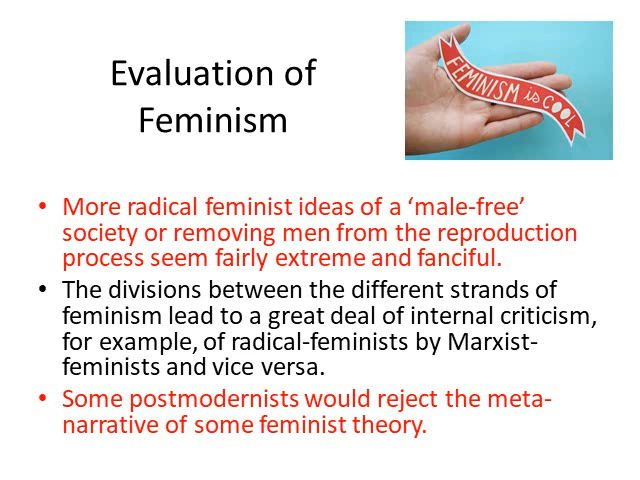 Evaluation of
Feminism
FEMINISM is COOL
• More radical feminist ideas of a ‘male-free’
society or removing men from the reproduction
process seem fairly extreme and fanciful.
• The divisions between the different strands of
feminism lead to a great deal of internal criticism,
for example, of radical-feminists by Marxist-
feminists and vice versa.
• Some postmodernists would reject the meta-
narrative of some feminist theory.